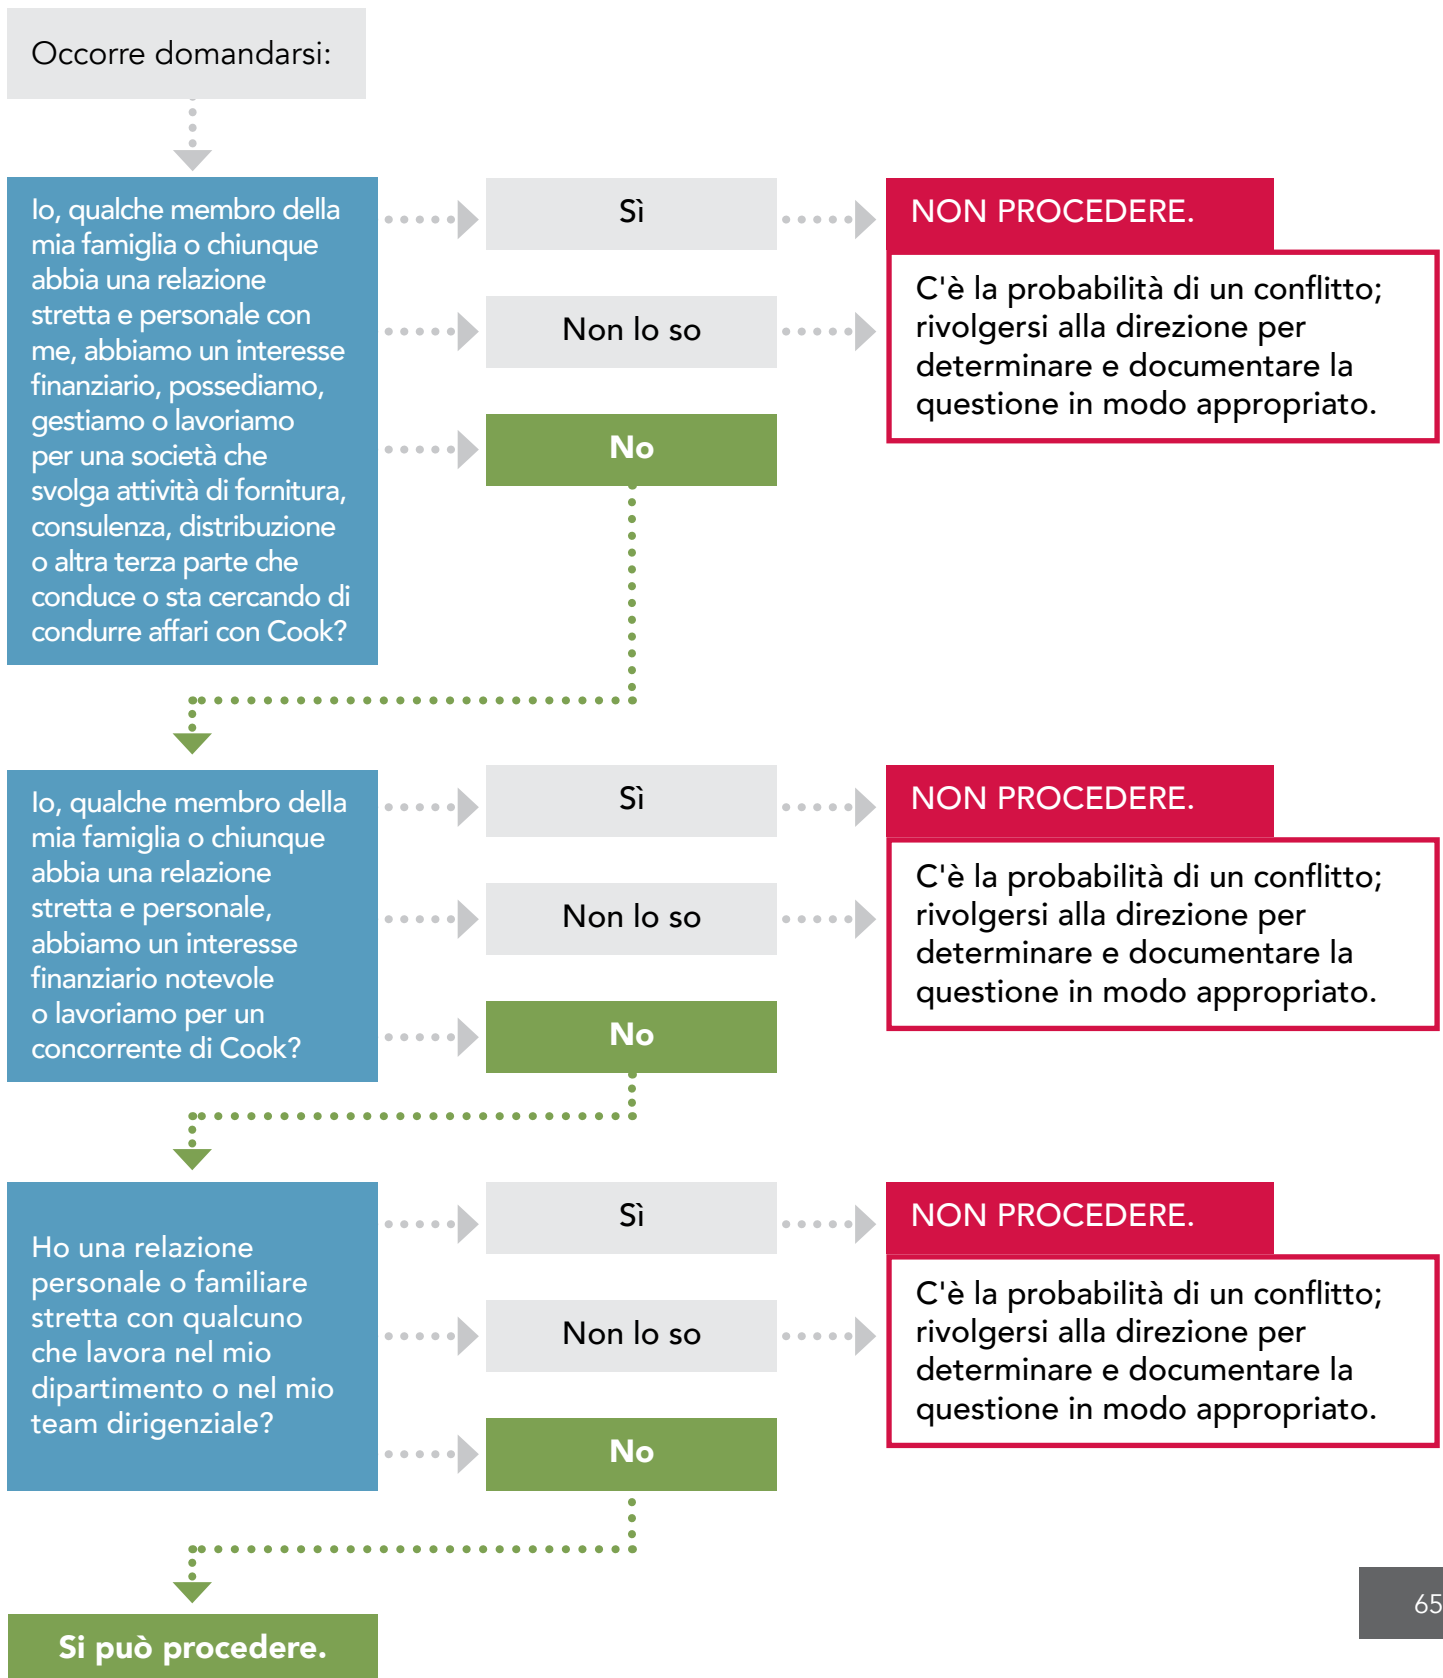 Occorre domandarsi:
Io, qualche membro della
mia famiglia o chiunque
abbia una relazione
stretta e personale con
me, abbiamo un interesse
finanziario, possediamo,
gestiamo o lavoriamo
per una società che
svolga attività di fornitura,
consulenza, distribuzione
o altra terza parte che
conduce o sta cercando di
condurre affari con Cook?
Sì
Non lo so
No
NON PROCEDERE.
C'è la probabilità di un conflitto;
rivolgersi alla direzione per
determinare e documentare la
questione in modo appropriato.
Io, qualche membro della
mia famiglia o chiunque
abbia una relazione
stretta e personale,
abbiamo un interesse
finanziario notevole
o lavoriamo per un
concorrente di Cook?
Sì
Non lo so
No
NON PROCEDERE.
C'è la probabilità di un conflitto;
rivolgersi alla direzione per
determinare e documentare la
questione in modo appropriato.
Ho una relazione
personale o familiare
stretta con qualcuno
che lavora nel mio
dipartimento o nel mio
team dirigenziale?
Sì
Non lo so
No
NON PROCEDERE.
C'è la probabilità di un conflitto;
rivolgersi alla direzione per
determinare e documentare la
questione in modo appropriato.
Si può procedere.
65